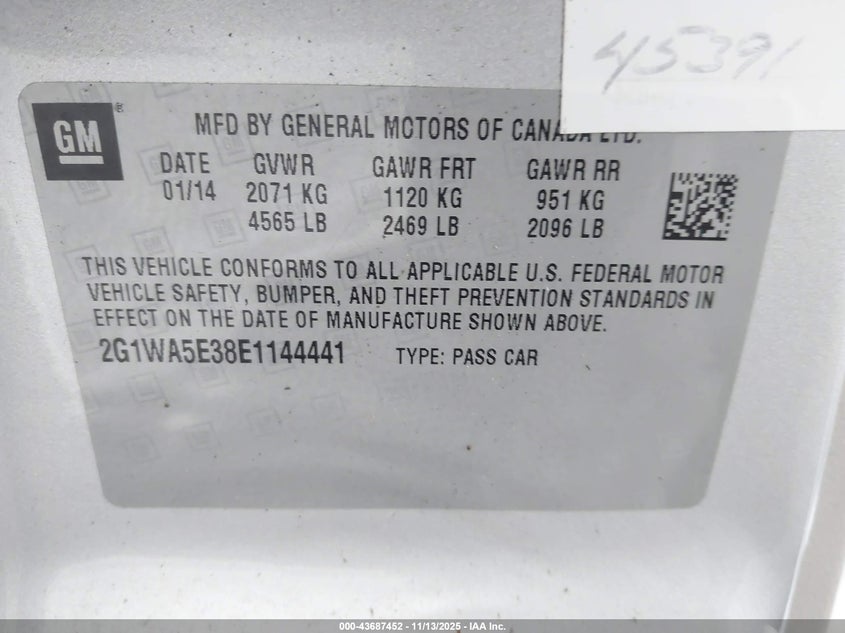 45391
GM
®
MFD BY GENERAL MOTORS OF CANADA LTD.
DATE GVWR GAWR FRT GAWR RR
01/14 2071 KG 1120 KG 951 KG
4565 LB 2469 LB 2096 LB
THIS VEHICLE CONFORMS TO ALL APPLICABLE U.S. FEDERAL MOTOR
VEHICLE SAFETY, BUMPER, AND THEFT PREVENTION STANDARDS IN
EFFECT ON THE DATE OF MANUFACTURE SHOWN ABOVE.
2G1WA5E38E1144441 TYPE: PASS CAR
000-43687452 - 11/13/2025 - IAA Inc.